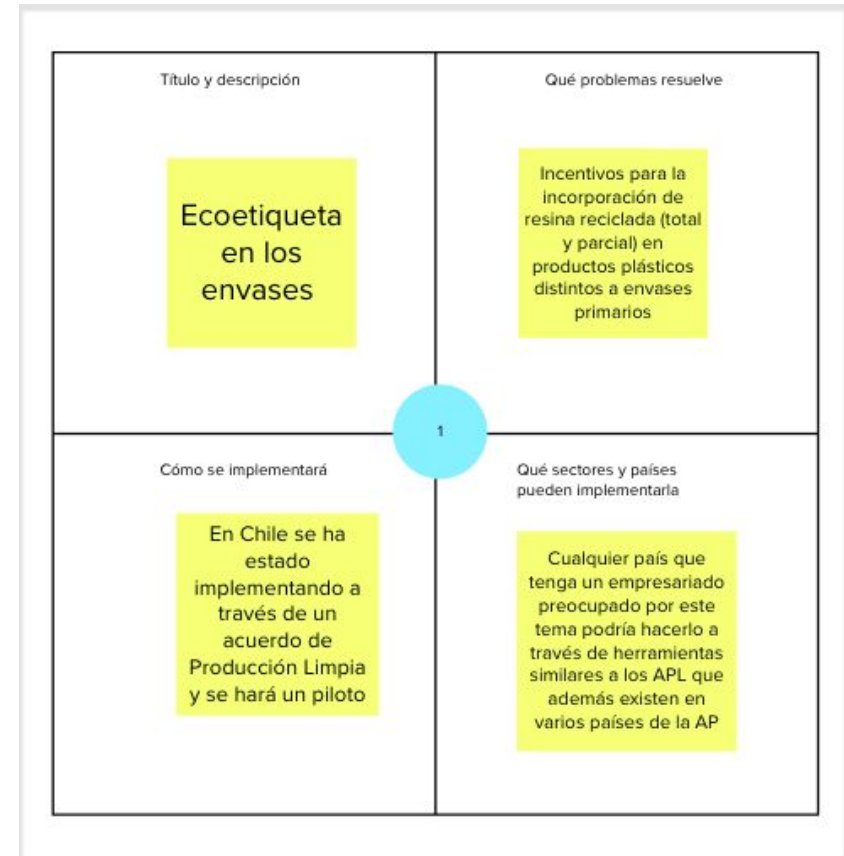 Título y descripción
Ecoetiqueta
en los
envases
Qué problemas resuelve
Incentivos para la
incorporación de
resina reciclada (total
y parcial) en
productos plásticos
distintos a envases
primarios
1
Cómo se implementará
En Chile se ha
estado
implementando a
través de un
acuerdo de
Producción Limpia
y se hará un piloto
Qué sectores y países
pueden implementarla
Cualquier país que
tenga un empresariado
preocupado por este
tema podría hacerlo a
través de herramientas
similares a los APL que
además existen en
varios países de la AP